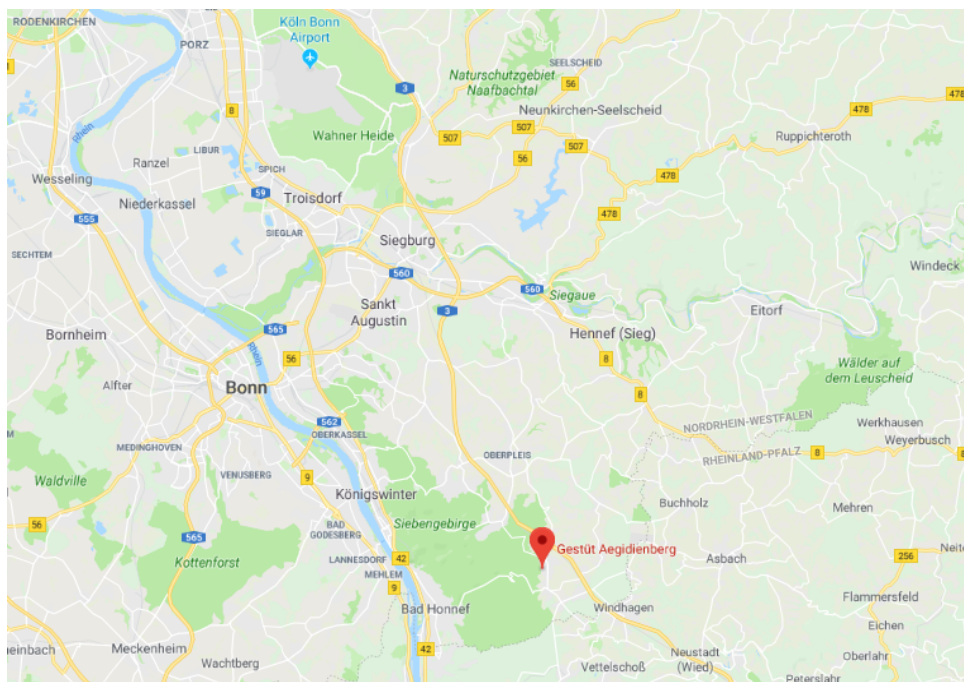 RODENKIRCHEN
Köln Bonn
Airport
PORZ
SEELSCHEID
Naturschutzgebiet
Naafbachtal
56
3
478
478
8
Neunkirchen-Seelscheid
507
507
Wahner Heide
507
Ruppichteroth
56
Rhein
LIBUR
Ranzel
SPICH
Wesseling
478
59
Troisdorf
Niederkassel
555
478
SIEGLAR
Siegburg
SECHTEM
560
Windeck
560
Siegaue
Sankt
Augustin
3
Eitorf
565
Bornheim
Hennef (Sieg)
Rhein
56
8
Wälder auf
dem Leuscheid
Alfter
Bonn
8
562
NORDRHEIN-WESTFALEN
Werkhausen
OBERKASSEL
Weyerbusch
MEDINGHOVEN
RHEINLAND-PFALZ
8
OBERPLEIS
VENUSBERG
9
Waldville
Königswinter
Buchholz
Mehren
56
Siebengebirge
BAD
GODESBERG
565
Gestüt Aegidienberg
256
Kottenforst
LANNESDORF
42
Asbach
MEHLEM
9
Flammersfeld
Bad Honnef
Windhagen
Eichen
42
Meckenheim
Neustadt
(Wied)
Wachtberg
Vettelschoß
Oberlahr
Peterslahr